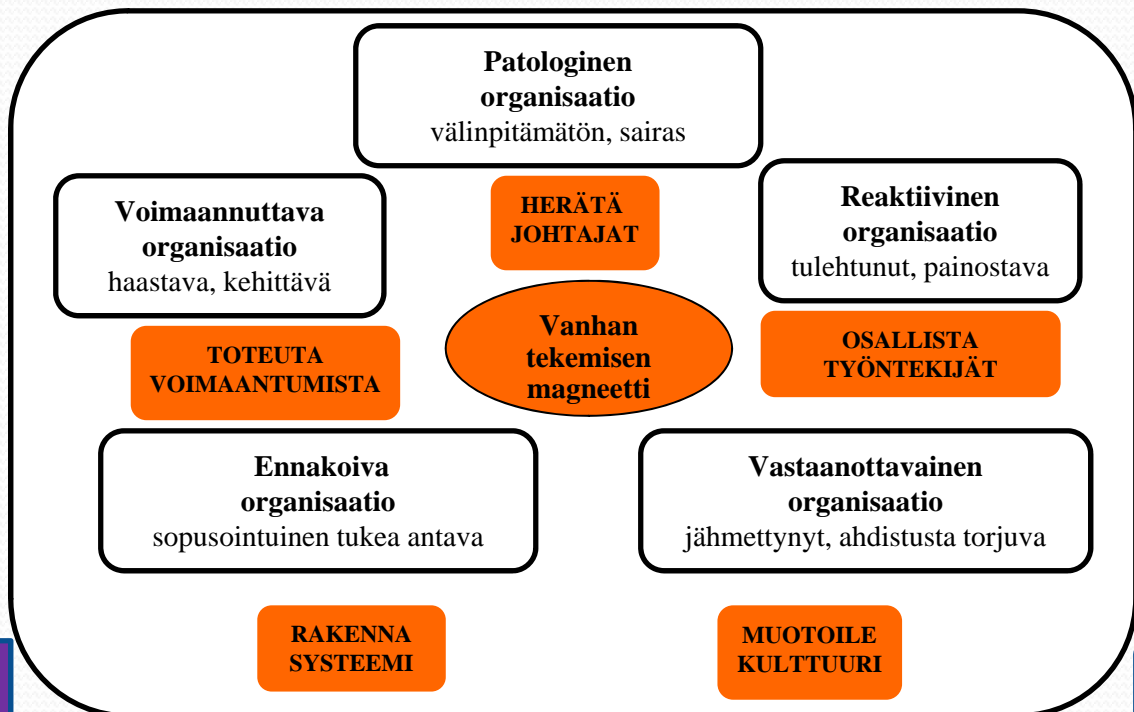 Patologinen
organisaatio
välinpitämätön, sairas
HERÄTÄ
JOHTAJAT
Voimaannuttava
organisaatio
haastava, kehittävä
Reaktiivinen
organisaatio
tulehtunut, painostava
TOTEUTA
VOIMAANTUMISTA
Vanhan
tekemisen
magneetti
OSALLISTA
TYÖNTEKIJÄT
Ennakoiva
organisaatio
sopusointuinen tukea antava
Vastaanottavainen
organisaatio
jähmettynyt, ahdistusta torjuva
RAKENNA
SYSTEEMI
MUOTOILE
KULTTUURI